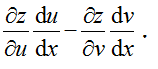 ∂z/∂u du/dx − ∂z/∂v dv/dx .